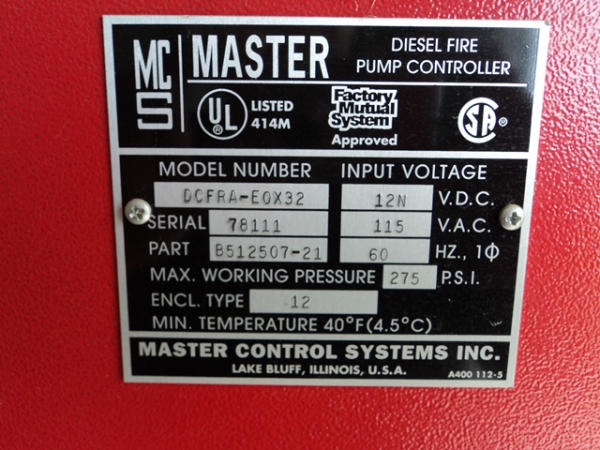 MCS MASTER DIESEL FIRE PUMP CONTROLLER
UL LISTED 414M
Factory Mutual System Approved
SA
MODEL NUMBER INPUT VOLTAGE
DCFRA-EOX32 12N V.D.C.
SERIAL 78111 115 V.A.C.
PART B512507-21 60 HZ., 1Φ
MAX. WORKING PRESSURE 275 P.S.I.
ENCL. TYPE 12
MIN. TEMPERATURE 40°F(4.5°C)
MASTER CONTROL SYSTEMS INC.
LAKE BLUFF, ILLINOIS, U.S.A. A400 112-5